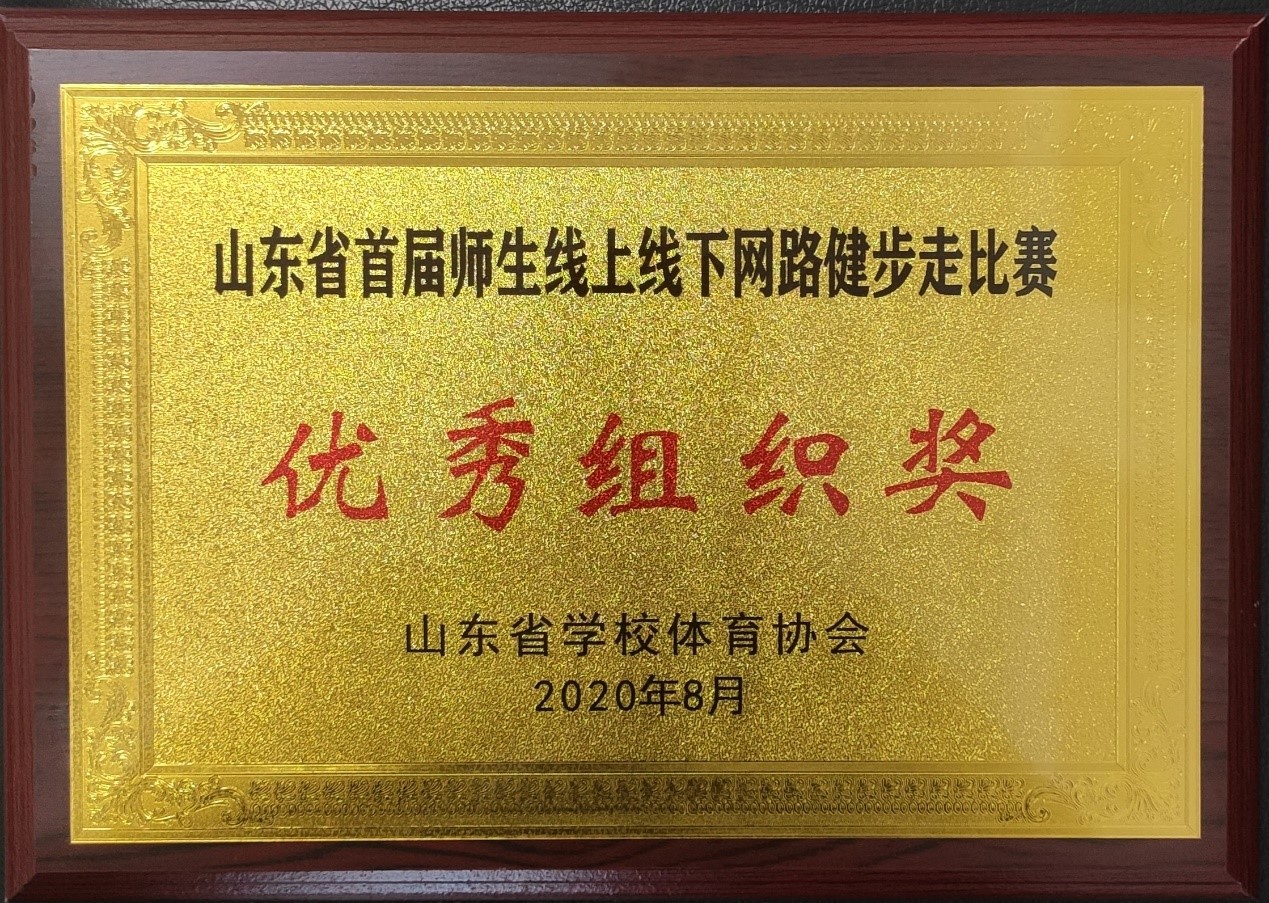 山东省首届师生线上线下网路健步走比赛
优秀组织奖
山东省学校体育协会
2020年8月